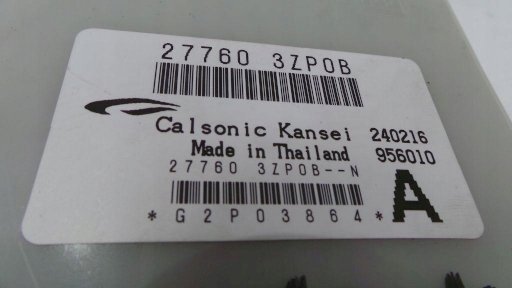 27760 3ZP0B
Calsonic Kansei 240216
Made in Thailand 956010
27760 3ZP0B--N
A
*G2P03864*